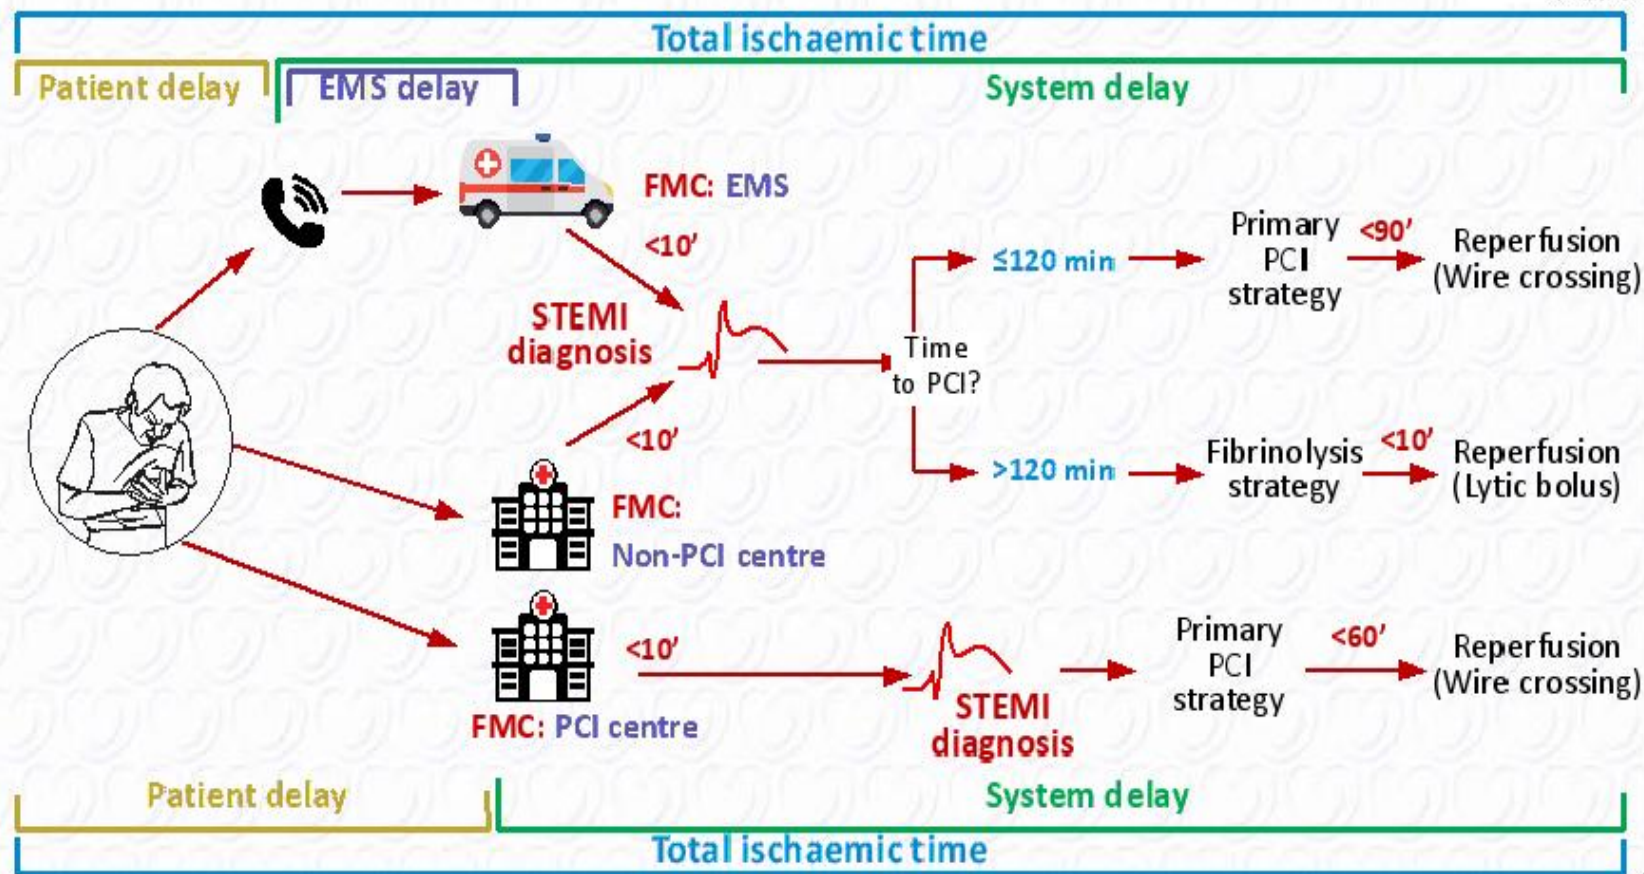 Total ischaemic time
Patient delay
EMS delay
System delay
FMC: EMS
<10’
STEMI
diagnosis
<10’
FMC:
Non-PCI centre
Time
to PCI?
≤120 min
Primary
PCI
strategy
<90’
Reperfusion
(Wire crossing)
>120 min
Fibrinolysis
strategy
<10’
Reperfusion
(Lytic bolus)
<10’
FMC: PCI centre
STEMI
diagnosis
Primary
PCI
strategy
<60’
Reperfusion
(Wire crossing)
Patient delay
System delay
Total ischaemic time